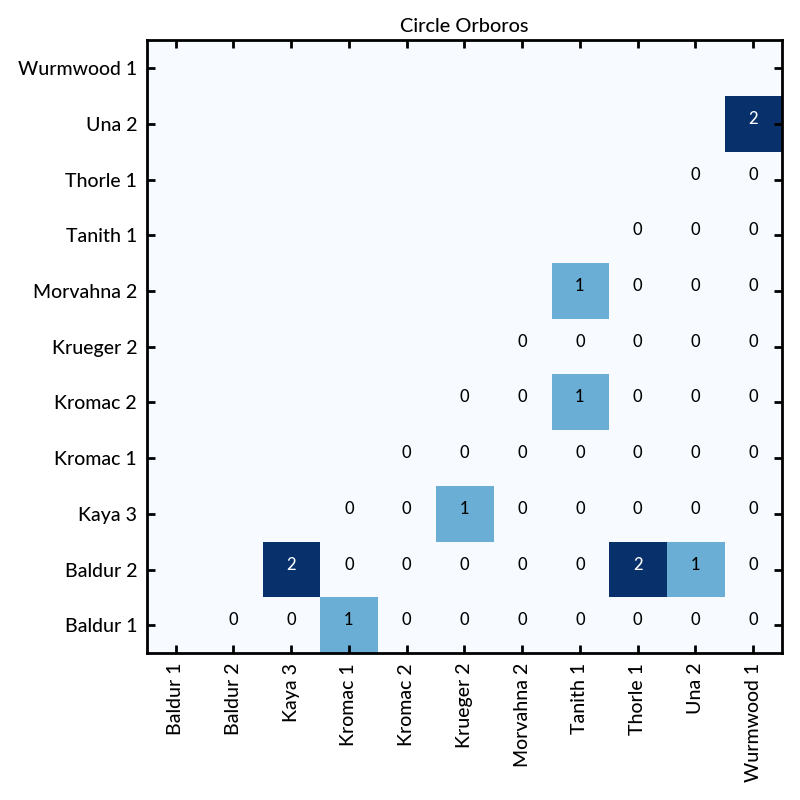 Circle Orboros
Wurmwood 1
Una 2 2
Thorle 1 0 0
Tanith 1 0 0 0
Morvahna 2 1 0 0 0
Krueger 2 0 0 0 0 0
Kromac 2 0 0 1 0 0 0
Kromac 1 0 0 0 0 0 0 0
Kaya 3 0 0 1 0 0 0 0 0
Baldur 2 2 0 0 0 0 0 2 1 0
Baldur 1 0 0 1 0 0 0 0 0 0 0
Baldur 1
Baldur 2
Kaya 3
Kromac 1
Kromac 2
Krueger 2
Morvahna 2
Tanith 1
Thorle 1
Una 2
Wurmwood 1